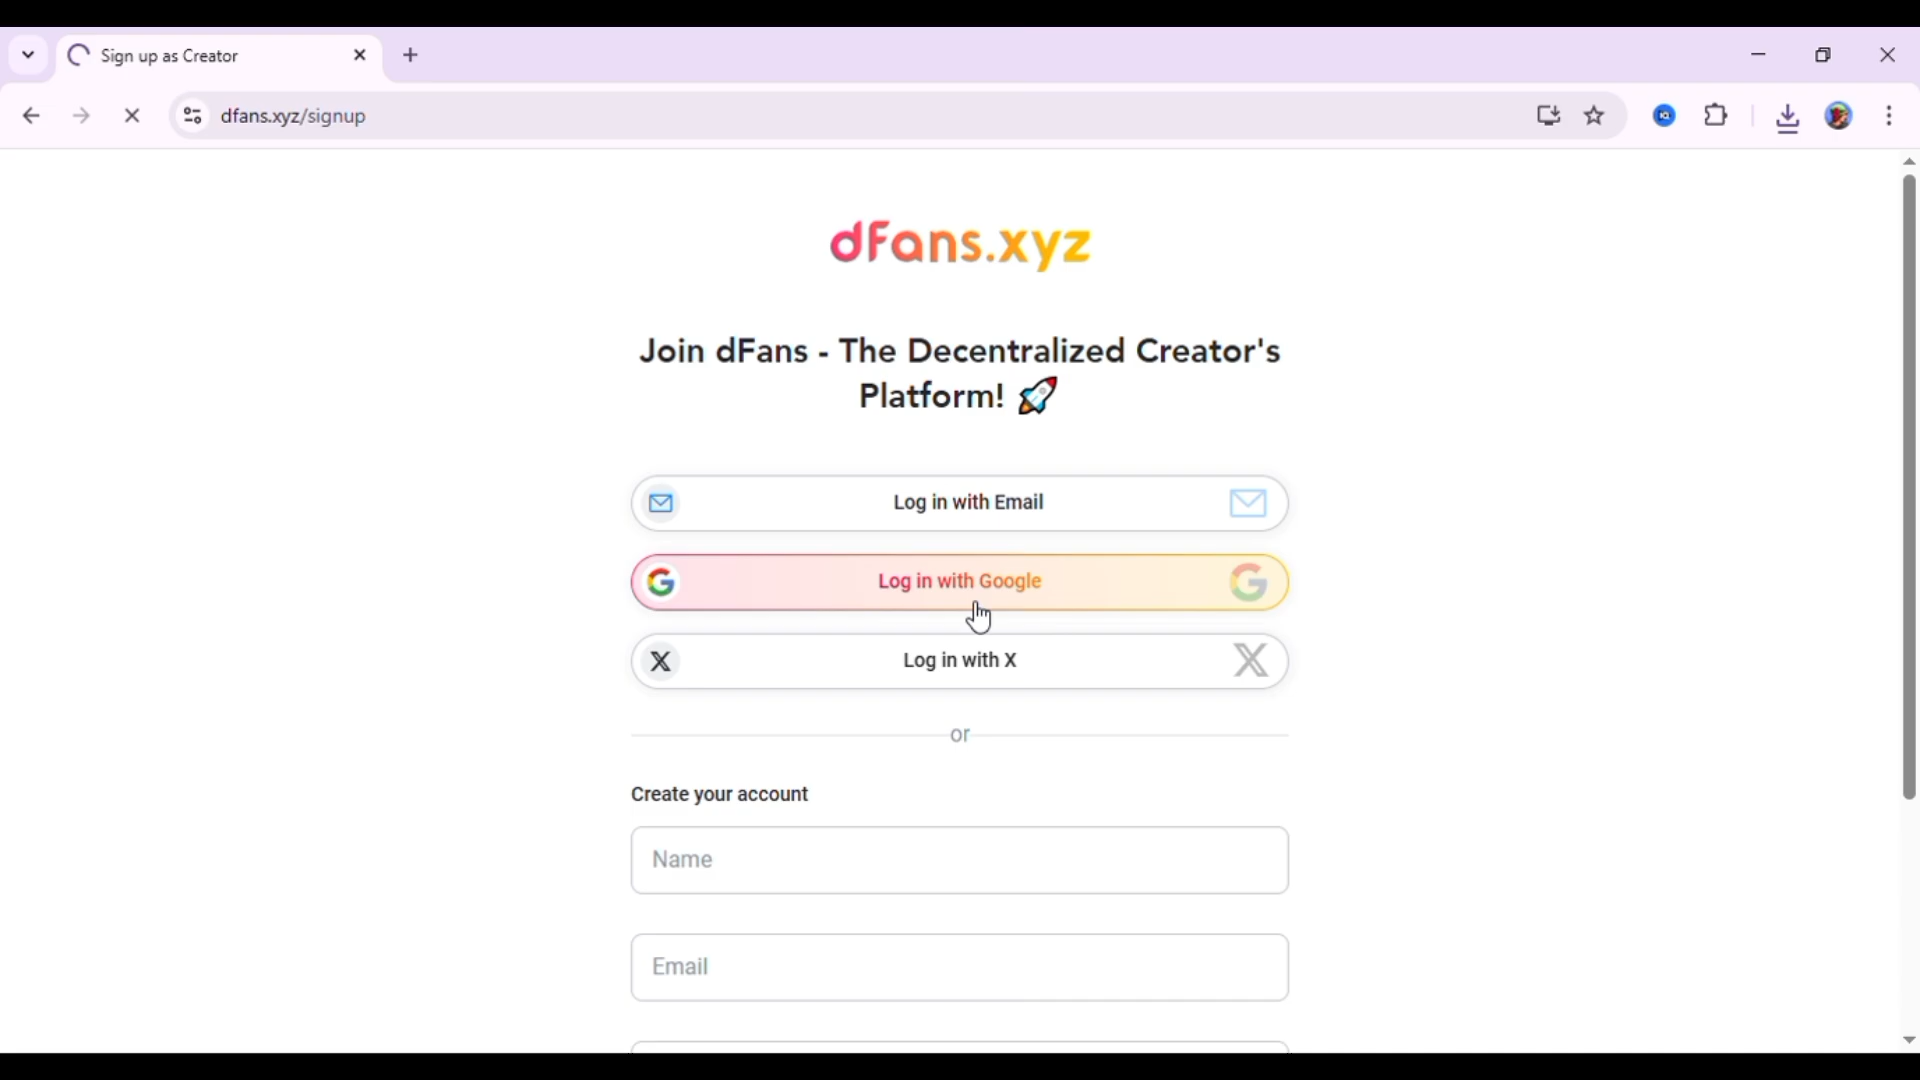 Sign up as Creator
dfans.xyz/signup
dFans.xyz
Join dFans - The Decentralized Creator's
Platform! 🚀
Log in with Email
Log in with Google
Log in with X
or
Create your account
Name
Email